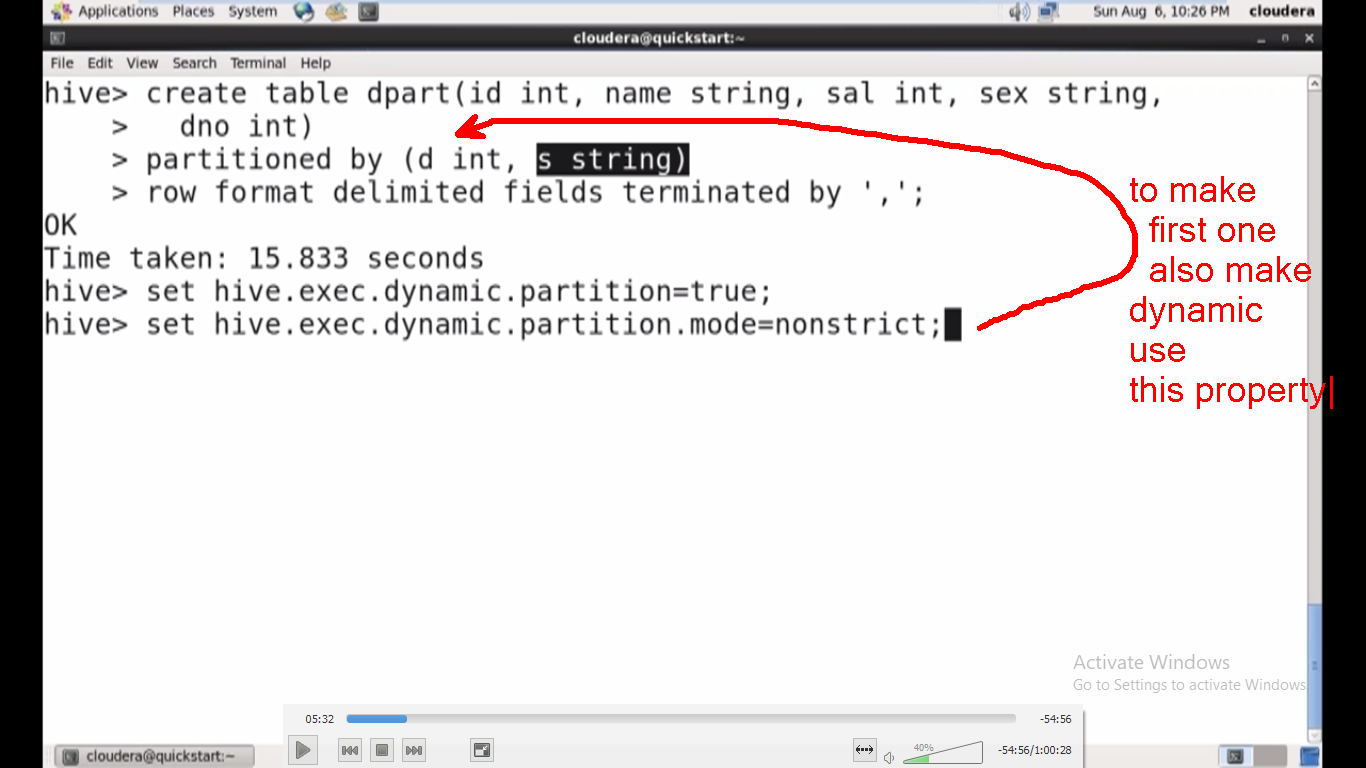 Applications Places System
Sun Aug 6, 10:26 PM cloudera
cloudera@quickstart:~
File Edit View Search Terminal Help
hive> create table dpart(id int, name string, sal int, sex string,
> dno int)
> partitioned by (d int, s string)
> row format delimited fields terminated by ',';
OK
Time taken: 15.833 seconds
hive> set hive.exec.dynamic.partition=true;
hive> set hive.exec.dynamic.partition.mode=nonstrict;
to make
first one
also make
dynamic
use
this property
Activate Windows
Go to Settings to activate Windows.
05:32
-54:56
40%
-54:56/1:00:28
cloudera@quickstart:~